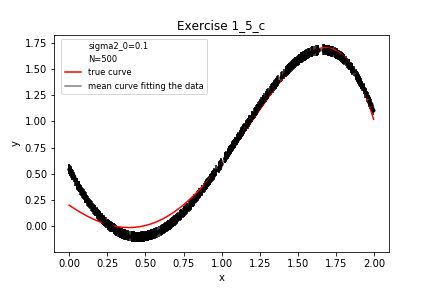 Exercise 1_5_c
sigma2_0=0.1
N=500
true curve
mean curve fitting the data
y
1.75
1.50
1.25
1.00
0.75
0.50
0.25
0.00
0.00 0.25 0.50 0.75 1.00 1.25 1.50 1.75 2.00
x